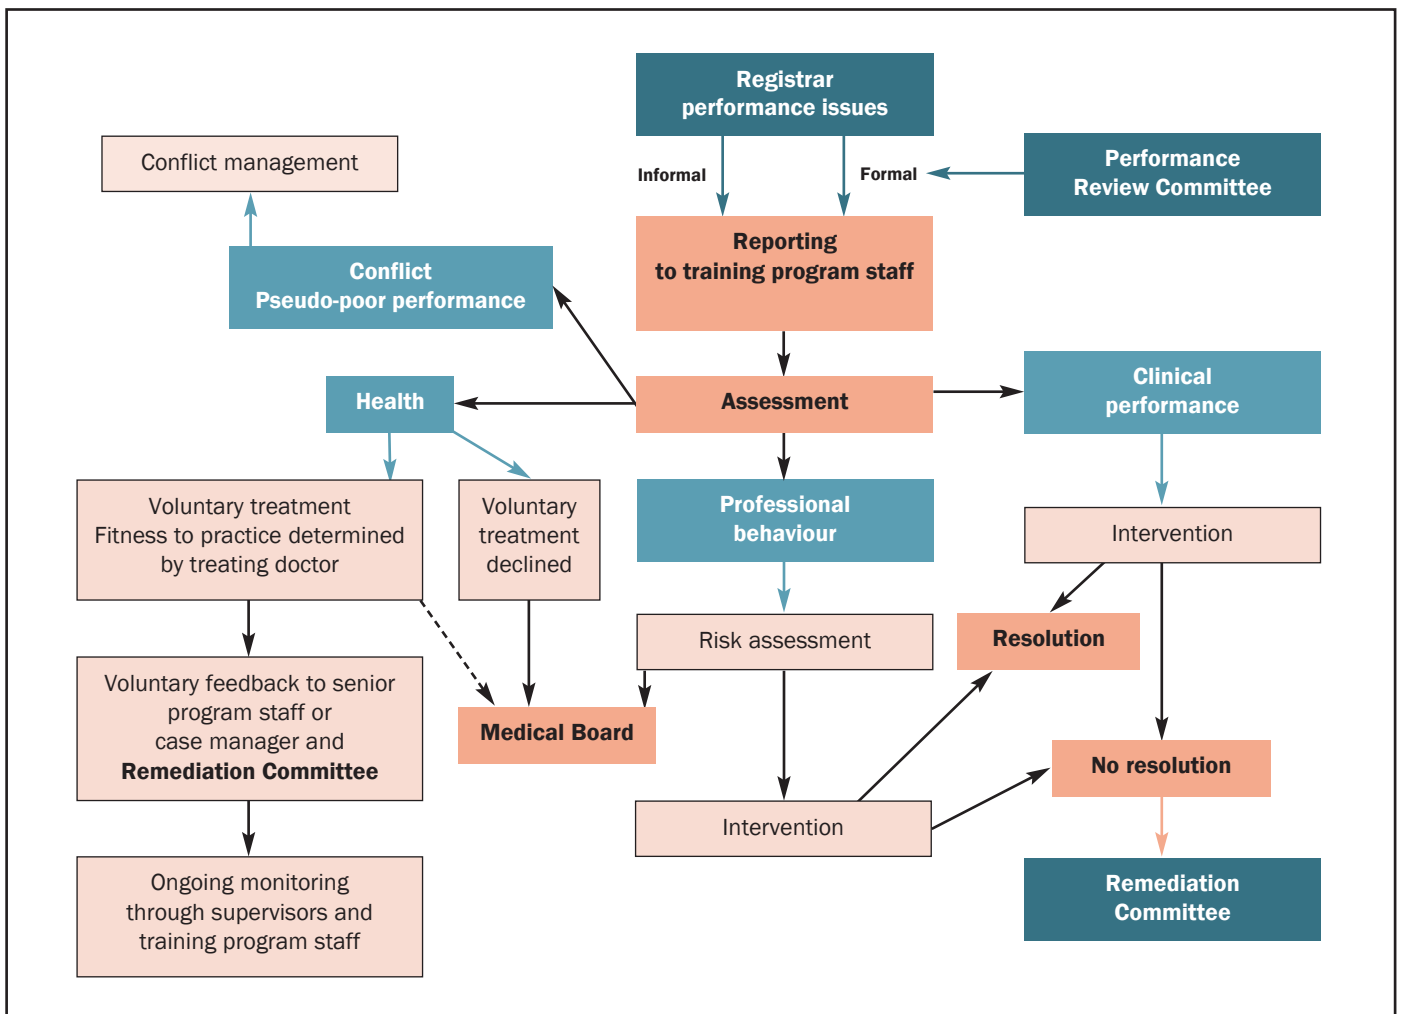 Registrar
performance issues
Conflict management
Informal
Formal
Performance
Review Committee
Reporting
to training program staff
Conflict
Pseudo-poor performance
Health
Assessment
Clinical
performance
Voluntary treatment
Fitness to practice determined
by treating doctor
Voluntary
treatment
declined
Professional
behaviour
Intervention
Risk assessment
Resolution
Voluntary feedback to senior
program staff or
case manager and
Remediation Committee
Medical Board
No resolution
Intervention
Ongoing monitoring
through supervisors and
training program staff
Remediation
Committee